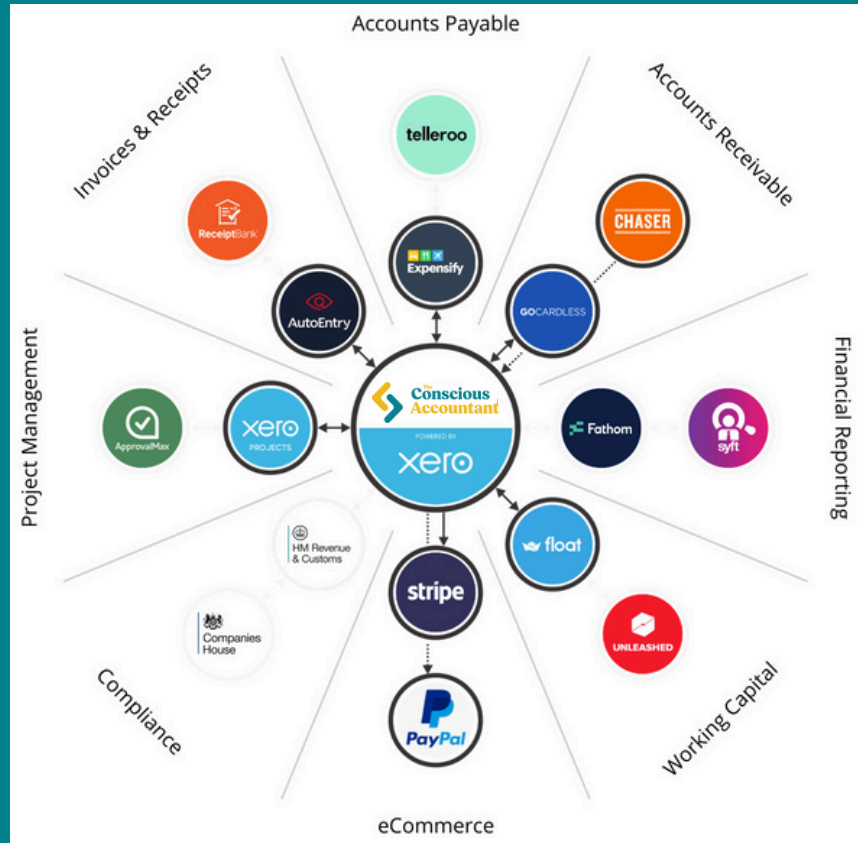 Accounts Payable
Invoices & Receipts
Accounts Receivable
telleroo
ReceiptBank
CHASER
Expensify
AutoEntry
GOCARDLESS
Project Management
Financial Reporting
ApprovalMax
xero
PROJECTS
The
Conscious
Accountant
POWERED BY
xero
Fathom
syft
HM Revenue
& Customs
float
stripe
Companies
House
UNLEASHED
PayPal
Compliance
Working Capital
eCommerce